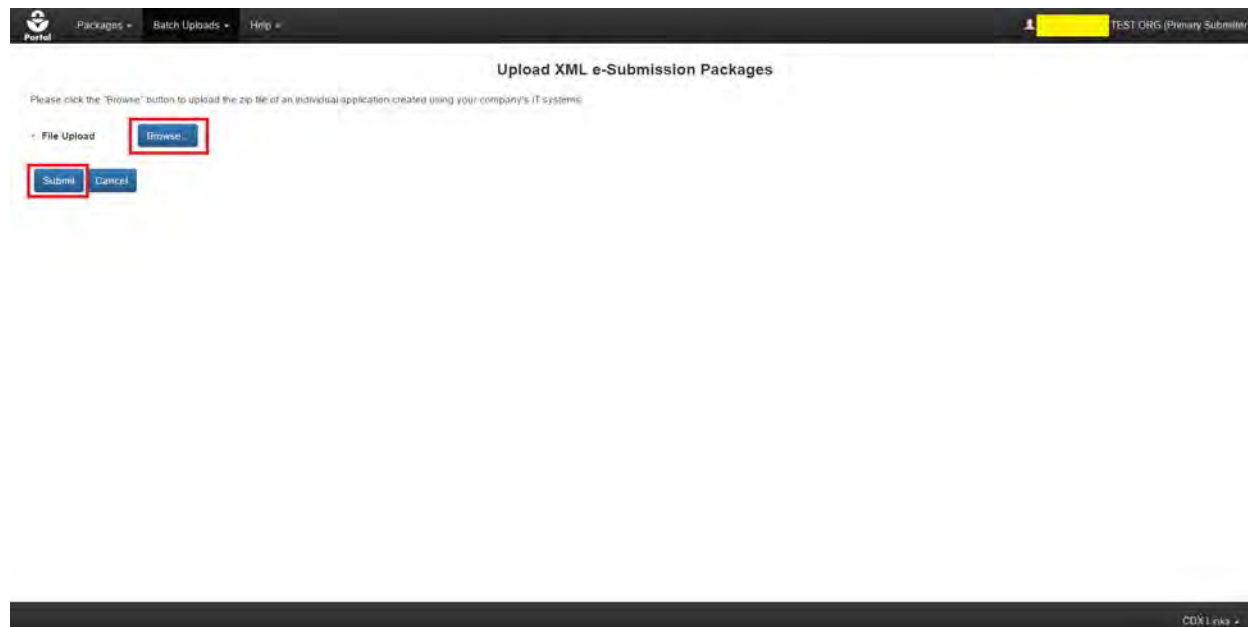 Portal
Packages
Batch Uploads
Help
TEST ORG (Primary Submitter
Upload XML e-Submission Packages
Please click the "Browse" button to upload the zip file of an individual application created using your company's IT systems.
File Upload
Browse...
Submit
Cancel
CDX Links